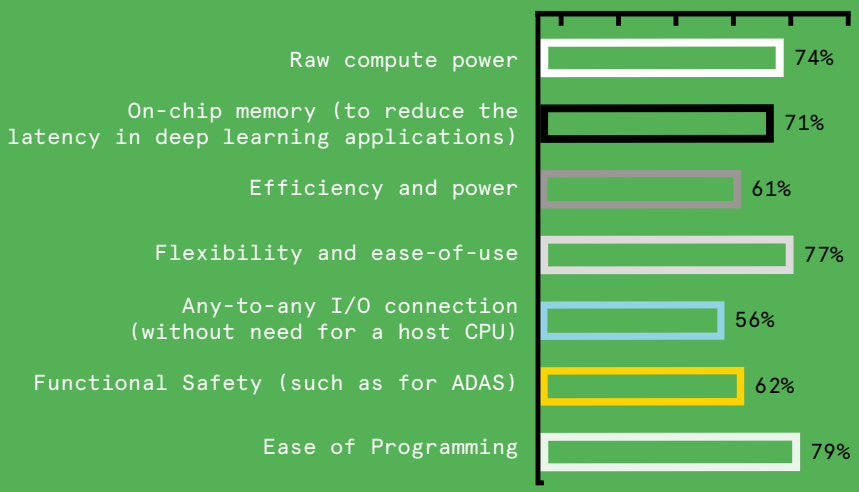 Raw compute power
74%
On-chip memory (to reduce the
latency in deep learning applications)
71%
Efficiency and power
61%
Flexibility and ease-of-use
77%
Any-to-any I/O connection
(without need for a host CPU)
56%
Functional Safety (such as for ADAS)
62%
Ease of Programming
79%